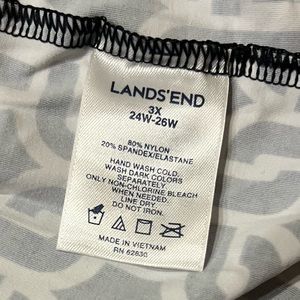 LANDS'END
3X
24W-26W
80% NYLON
20% SPANDEX/ELASTANE
HAND WASH COLD.
WASH DARK COLORS
SEPARATELY.
ONLY NON-CHLORINE BLEACH
WHEN NEEDED.
LINE DRY.
DO NOT IRON.
MADE IN VIETNAM
RN 62830